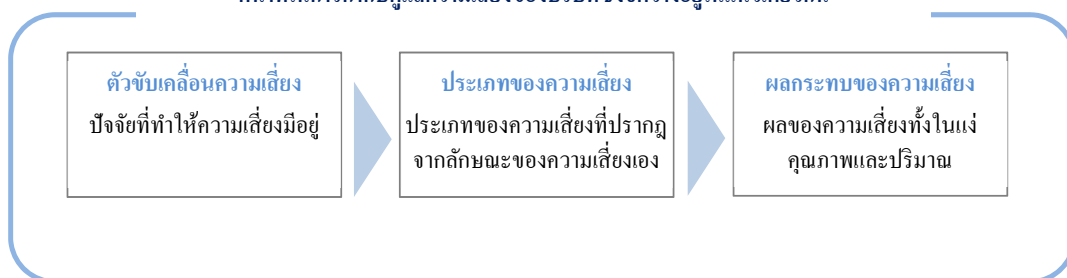 ตัวขับเคลื่อนความเสี่ยง
ปัจจัยที่ทำให้ความเสี่ยงมีอยู่
ประเภทของความเสี่ยง
ประเภทของความเสี่ยงที่ปรากฎ
จากลักษณะของความเสี่ยงเอง
ผลกระทบของความเสี่ยง
ผลของความเสี่ยงทั้งในแง่
คุณภาพและปริมาณ